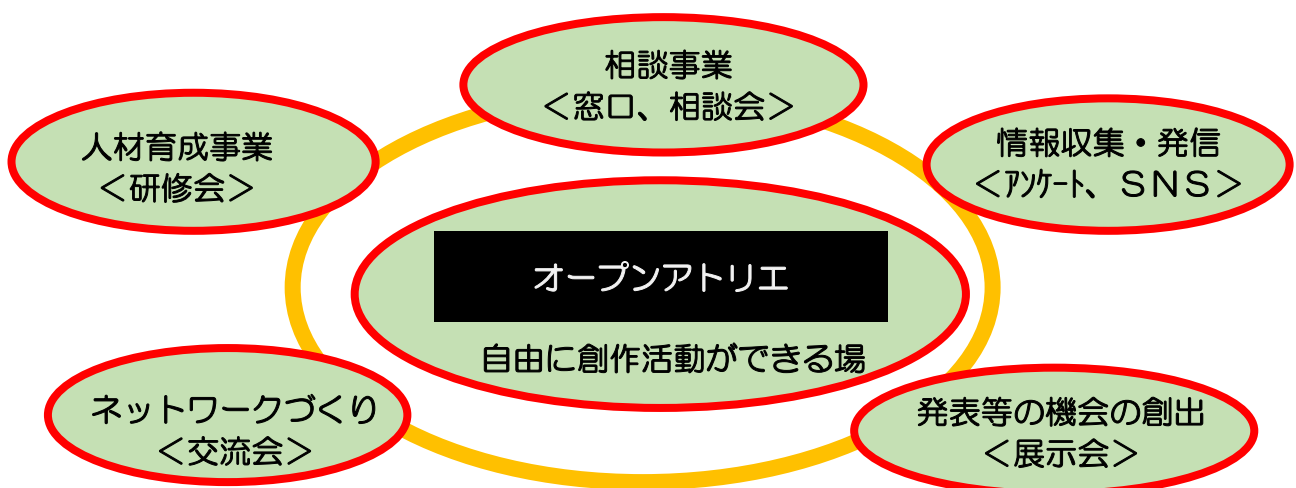 相談事業
＜窓口、相談会＞
人材育成事業
＜研修会＞
情報収集・発信
＜ｱﾝｹｰﾄ、ＳＮＳ＞
オープンアトリエ
自由に創作活動ができる場
ネットワークづくり
＜交流会＞
発表等の機会の創出
＜展示会＞